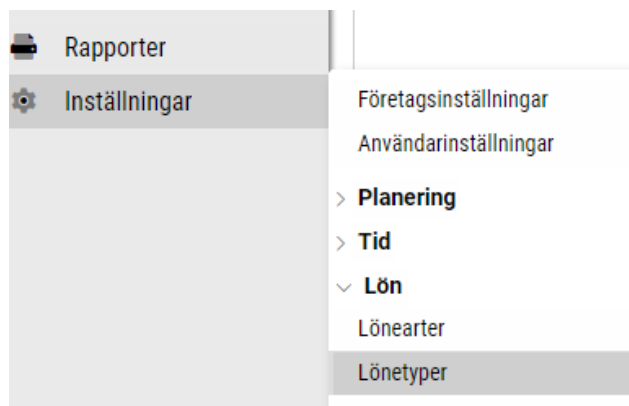 Rapporter
Inställningar
Företagsinställningar
Användarinställningar
Planering
Tid
Lön
Lönearter
Lönetyper